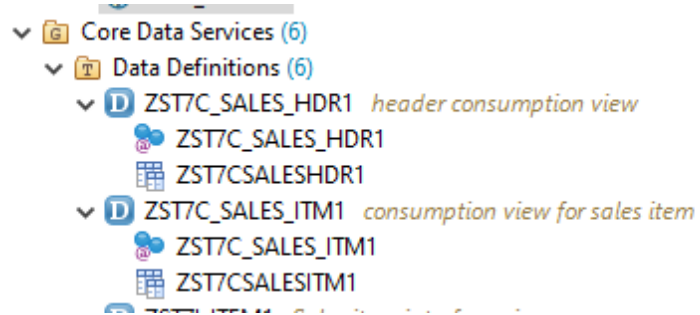 Core Data Services (6)
Data Definitions (6)
ZST7C_SALES_HDR1 header consumption view
ZST7C_SALES_HDR1
ZST7CSALESHDR1
ZST7C_SALES_ITM1 consumption view for sales item
ZST7C_SALES_ITM1
ZST7CSALESITM1